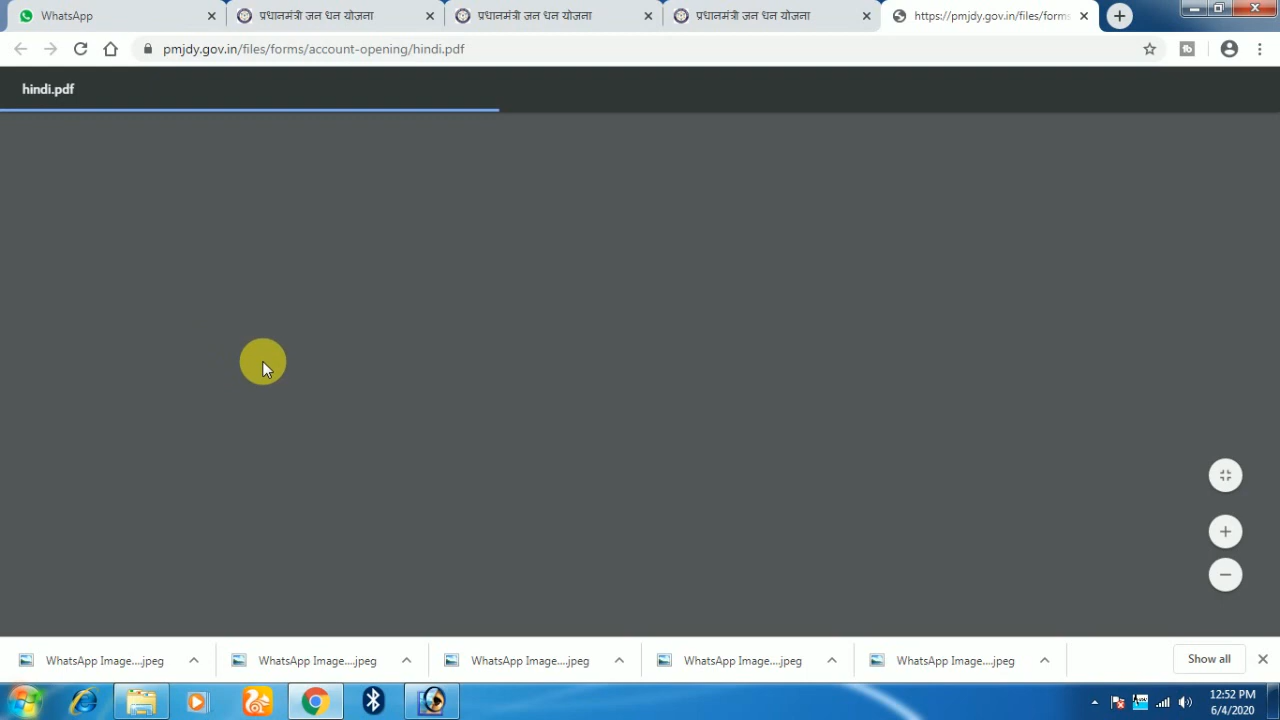 WhatsApp
प्रधानमंत्री जन धन योजना
प्रधानमंत्री जन धन योजना
प्रधानमंत्री जन धन योजना
https://pmjdy.gov.in/files/forms
pmjdy.gov.in/files/forms/account-opening/hindi.pdf
hindi.pdf
WhatsApp Image....jpeg
WhatsApp Image....jpeg
WhatsApp Image....jpeg
WhatsApp Image....jpeg
WhatsApp Image....jpeg
Show all
12:52 PM
6/4/2020